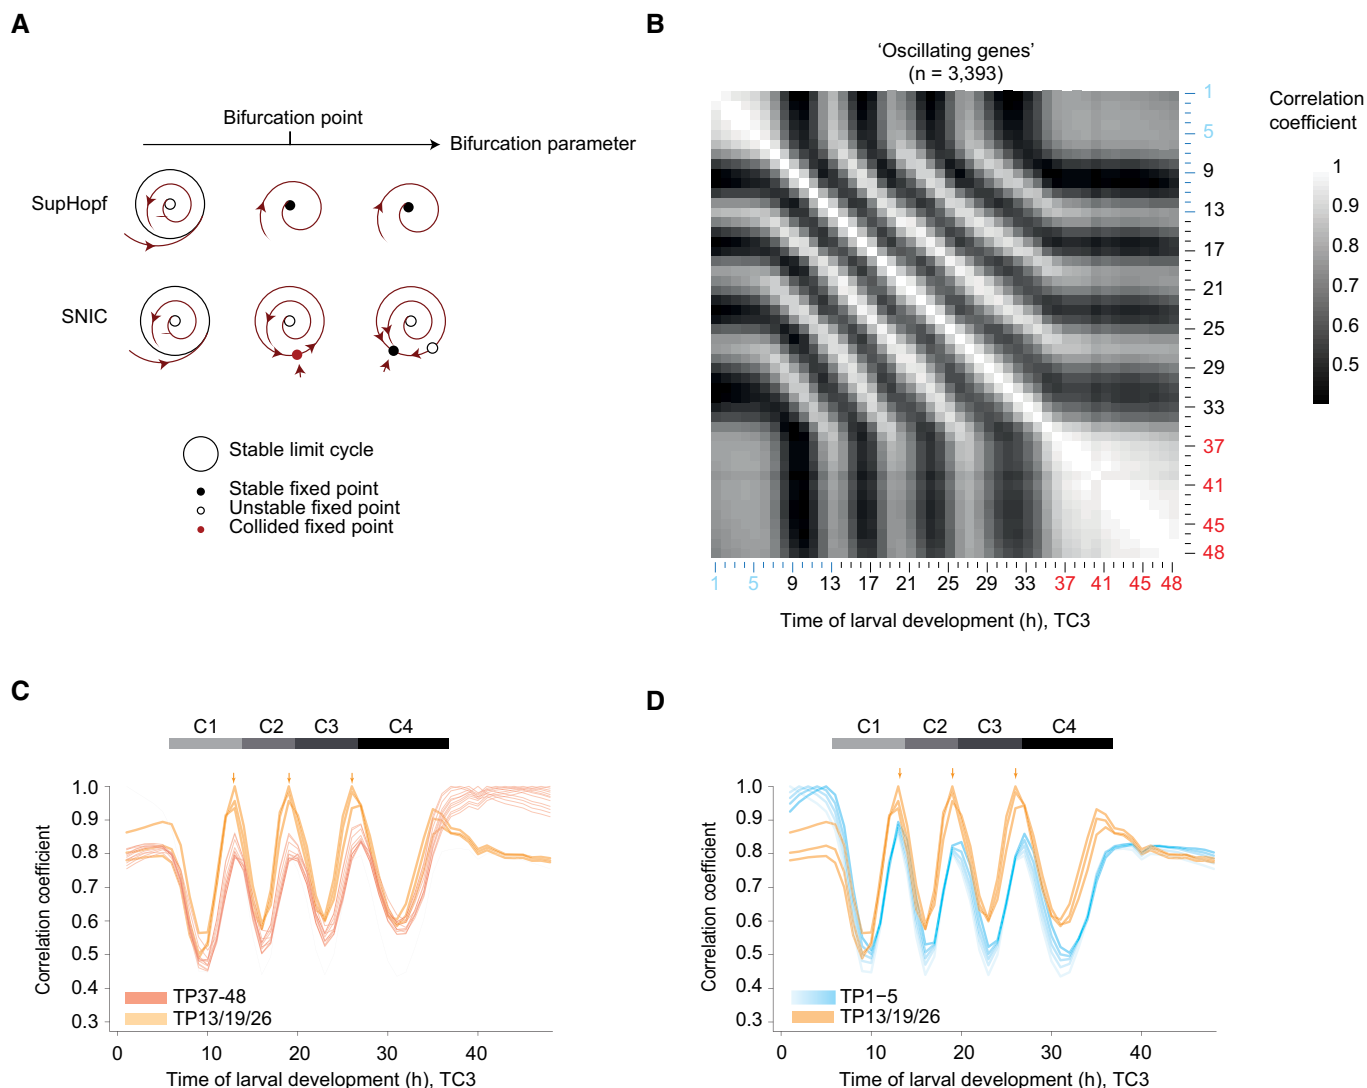 A
Bifurcation point
Bifurcation parameter
SupHopf
SNIC
Stable limit cycle
Stable fixed point
Unstable fixed point
Collided fixed point
B
‘Oscillating genes’
(n = 3,393)
Correlation
coefficient
1
0.9
0.8
0.7
0.6
0.5
1
5
9
13
17
21
25
29
33
37
41
45
48
1 5 9 13 17 21 25 29 33 37 41 45 48
Time of larval development (h), TC3
C
C1 C2 C3 C4
Correlation coefficient
1.0
0.9
0.8
0.7
0.6
0.5
0.4
0.3
TP37-48
TP13/19/26
0 10 20 30 40
Time of larval development (h), TC3
D
C1 C2 C3 C4
Correlation coefficient
1.0
0.9
0.8
0.7
0.6
0.5
0.4
0.3
TP1−5
TP13/19/26
0 10 20 30 40
Time of larval development (h), TC3